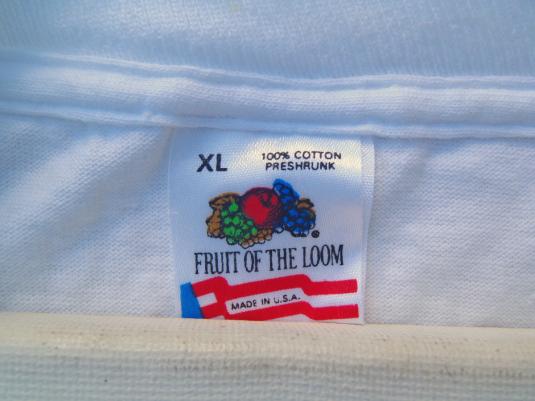 XL
100% COTTON
PRESHRUNK
®
FRUIT OF THE LOOM
MADE IN U.S.A.